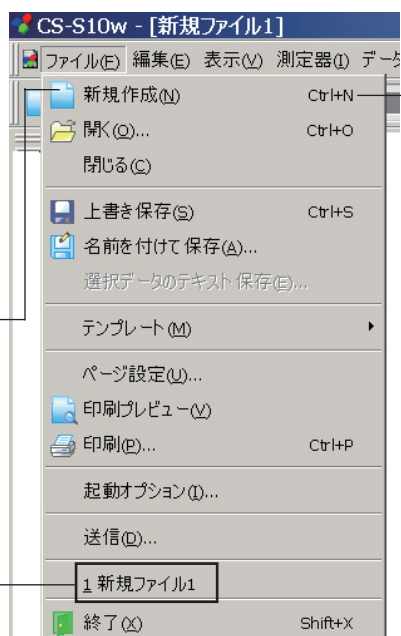 CS-S10w - [新規ファイル1]
ファイル(F) 編集(E) 表示(V) 測定器(I) データ
新規作成(N) Ctrl+N
開く(O)... Ctrl+O
閉じる(C)
上書き保存(S) Ctrl+S
名前を付けて保存(A)...
選択データのテキスト保存(E)...
テンプレート(M)
ページ設定(U)...
印刷プレビュー(V)
印刷(P)... Ctrl+P
起動オプション(I)...
送信(D)...
1 新規ファイル1
終了(X) Shift+X